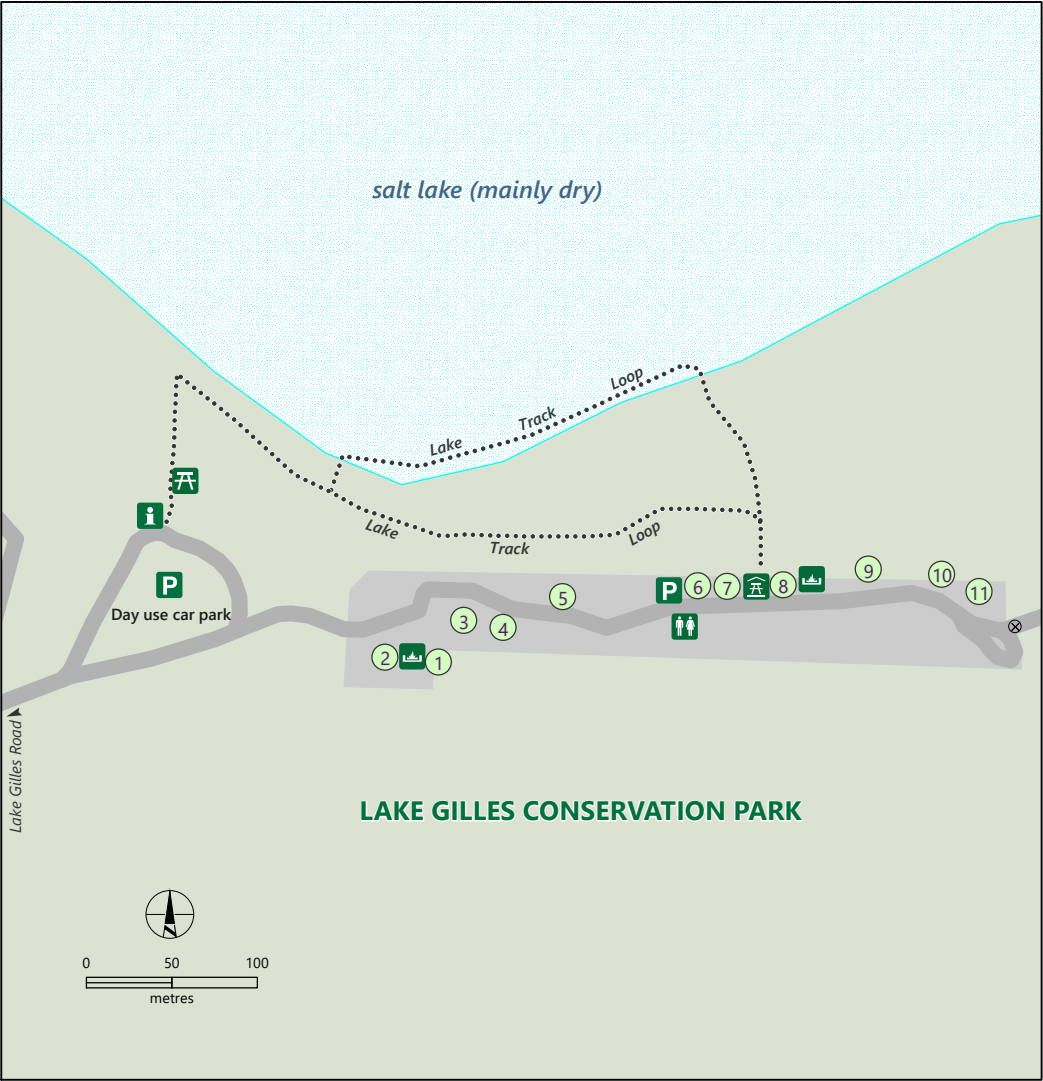 salt lake (mainly dry)
Lake Track Loop
Lake Track Loop
P
Day use car park
P
1
2
3
4
5
6
7
8
9
10
11
Lake Gilles Road
LAKE GILLES CONSERVATION PARK
0 50 100
metres